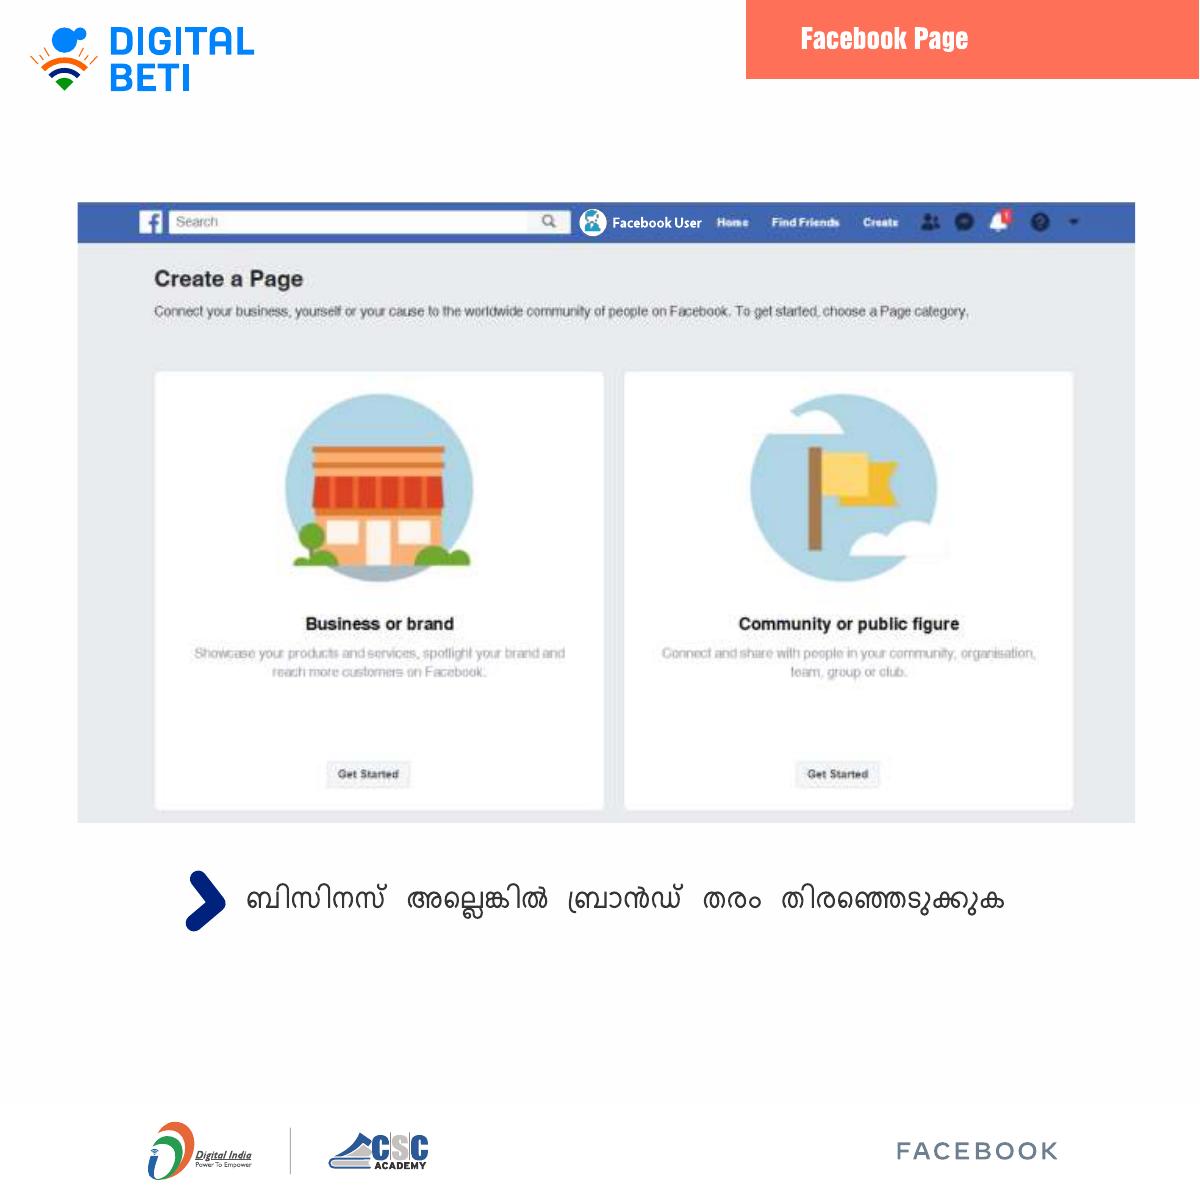 DIGITAL
BETI
Facebook Page
Search
Facebook User Home Find Friends Create
Create a Page
Connect your business, yourself or your cause to the worldwide community of people on Facebook. To get started, choose a Page category.
Business or brand
Showcase your products and services, spotlight your brand and
reach more customers on Facebook.
Get Started
Community or public figure
Connect and share with people in your community, organisation,
team, group or club.
Get Started
ബിസിനസ് അല്ലെങ്കിൽ ബ്രാൻഡ് തരം തിരഞ്ഞെടുക്കുക
Digital India
Power To Empower
CSC
ACADEMY
FACEBOOK